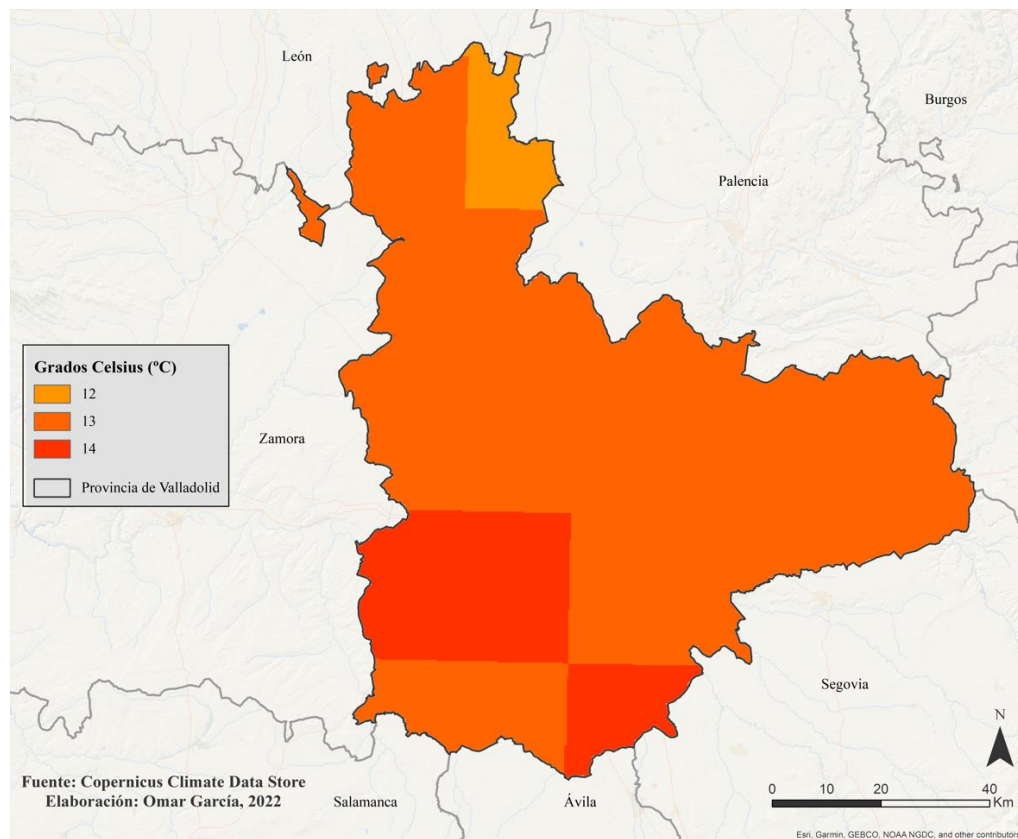 León
Burgos
Palencia
Grados Celsius (ºC)
12
13
14
Provincia de Valladolid
Zamora
Segovia
N
Fuente: Copernicus Climate Data Store
Elaboración: Omar García, 2022
Salamanca
Ávila
0 10 20 40
Km
Esri, Garmin, GEBCO, NOAA NGDC, and other contributors